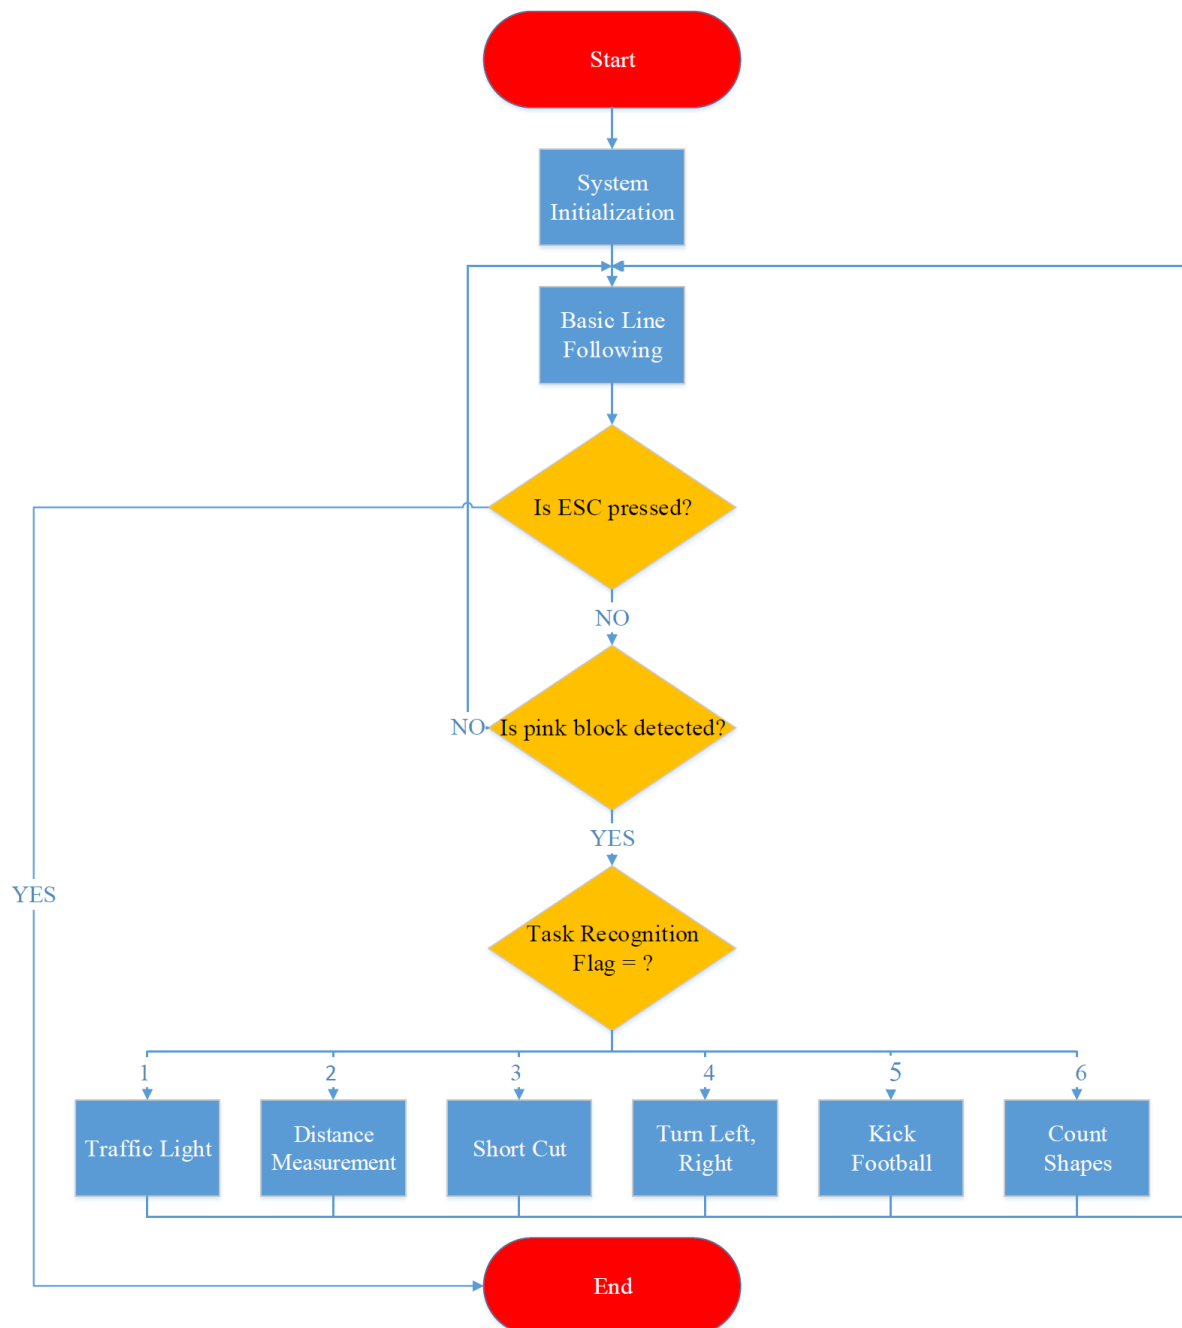 Start
System
Initialization
Basic Line
Following
Is ESC pressed?
NO
Is pink block detected?
NO
YES
YES
Task Recognition
Flag = ?
1
2
3
4
5
6
Traffic Light
Distance
Measurement
Short Cut
Turn Left,
Right
Kick
Football
Count
Shapes
End